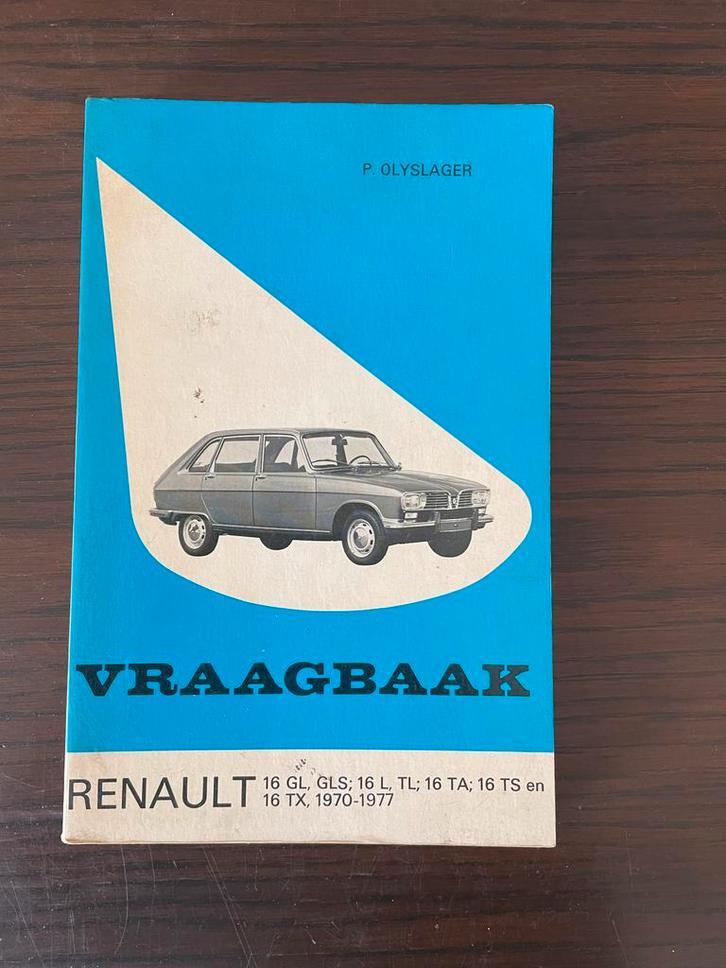 P. OLYSLAGER
VRAAGBAAK
RENAULT 16 GL, GLS; 16 L, TL; 16 TA; 16 TS en
16 TX, 1970-1977